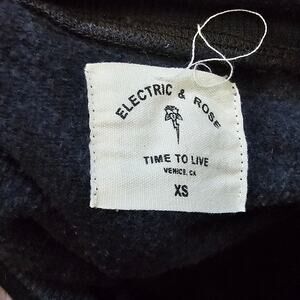 ELECTRIC & ROSE
TIME TO LIVE
VENICE, CA
XS